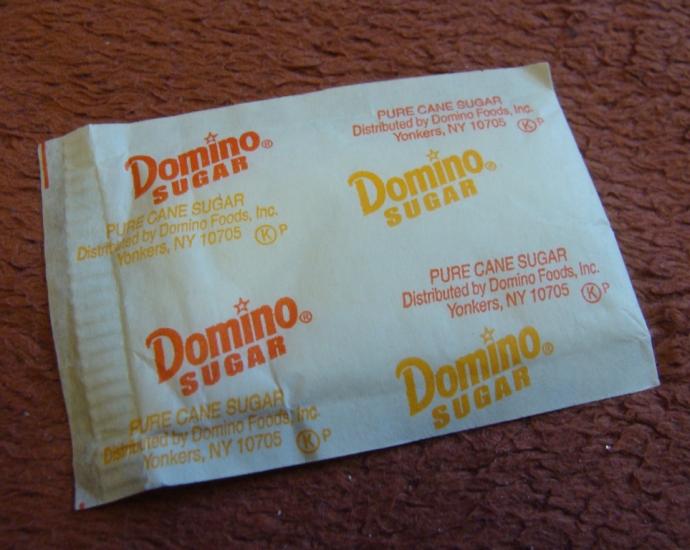 Domino®
SUGAR
PURE CANE SUGAR
Distributed by Domino Foods, Inc.
Yonkers, NY 10705 Ⓚ P
Domino®
SUGAR
PURE CANE SUGAR
Distributed by Domino Foods, Inc.
Yonkers, NY 10705 Ⓚ P
PURE CANE SUGAR
Distributed by Domino Foods, Inc.
Yonkers, NY 10705 Ⓚ P
Domino®
SUGAR
PURE CANE SUGAR
Distributed by Domino Foods, Inc.
Yonkers, NY 10705 Ⓚ P
Domino®
SUGAR